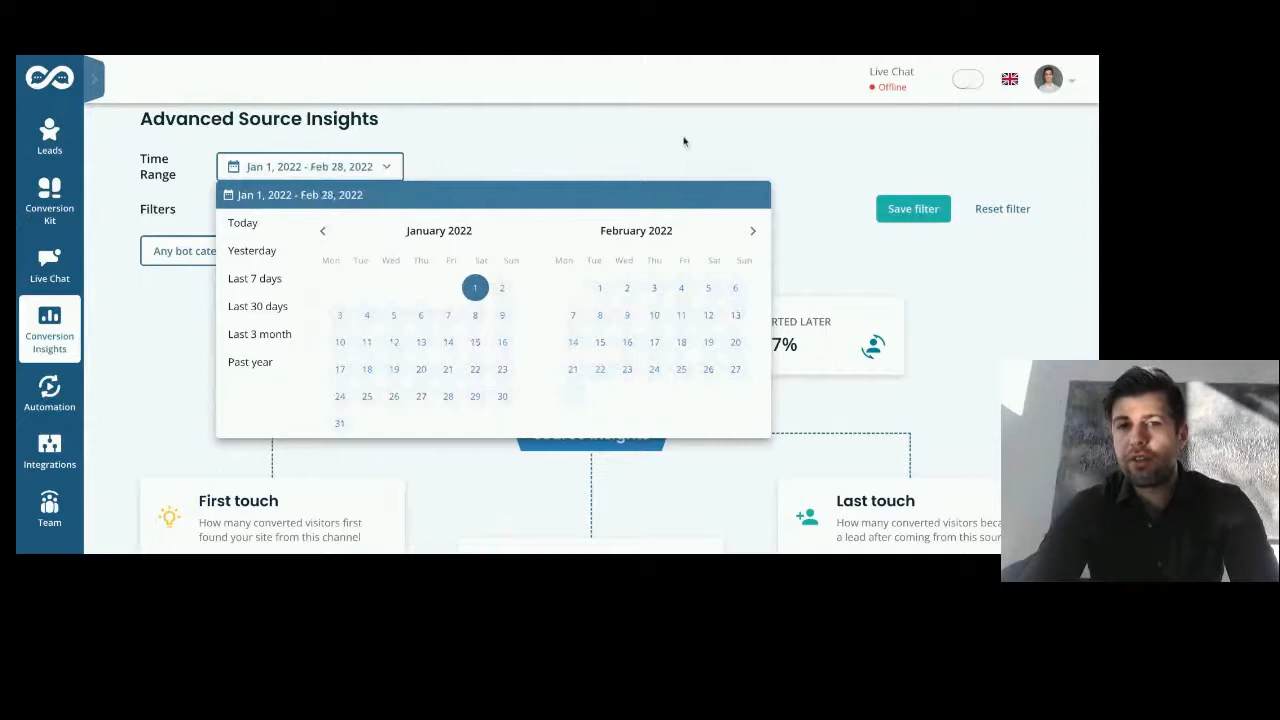 Live Chat
Offline
Leads
Conversion
Kit
Live Chat
Conversion
Insights
Automation
Integrations
Team
Advanced Source Insights
Time
Range
Jan 1, 2022 - Feb 28, 2022
Jan 1, 2022 - Feb 28, 2022
Filters
Save filter
Reset filter
Any bot cate
Today
Yesterday
Last 7 days
Last 30 days
Last 3 month
Past year
January 2022
Mon Tue Wed Thu Fri Sat Sun
1 2
3 4 5 6 7 8 9
10 11 12 13 14 15 16
17 18 19 20 21 22 23
24 25 26 27 28 29 30
31
February 2022
Mon Tue Wed Thu Fri Sat Sun
1 2 3 4 5 6
7 8 9 10 11 12 13
14 15 16 17 18 19 20
21 22 23 24 25 26 27
RTED LATER
7%
First touch
How many converted visitors first
found your site from this channel
Last touch
How many converted visitors beca
a lead after coming from this sour